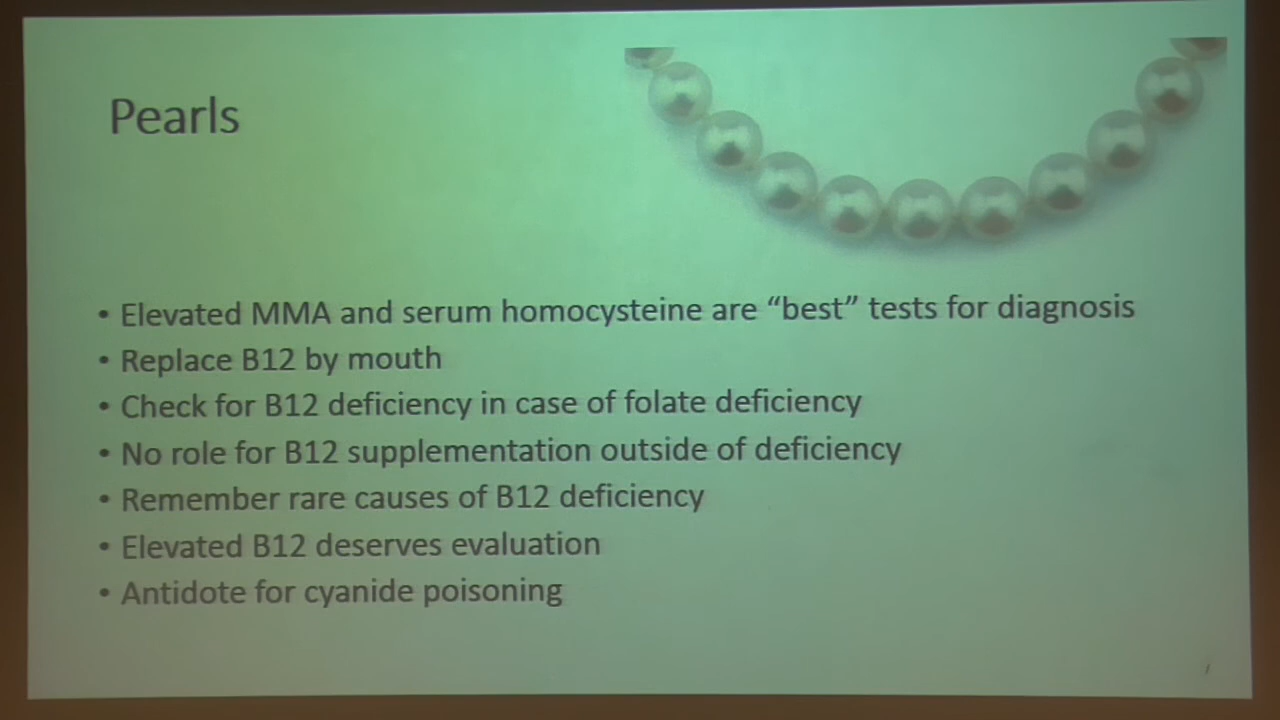 Pearls
• Elevated MMA and serum homocysteine are “best” tests for diagnosis
• Replace B12 by mouth
• Check for B12 deficiency in case of folate deficiency
• No role for B12 supplementation outside of deficiency
• Remember rare causes of B12 deficiency
• Elevated B12 deserves evaluation
• Antidote for cyanide poisoning